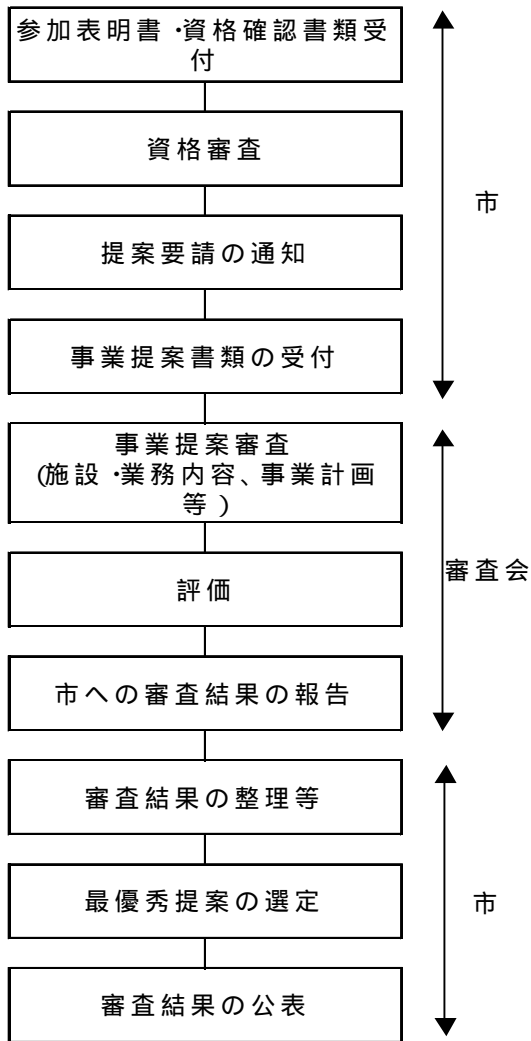 参加表明書・資格確認書類受
付
資格審査
市
提案要請の通知
事業提案書類の受付
事業提案審査
(施設・業務内容、事業計画
等)
審査会
評価
市への審査結果の報告
審査結果の整理等
最優秀提案の選定
市
審査結果の公表